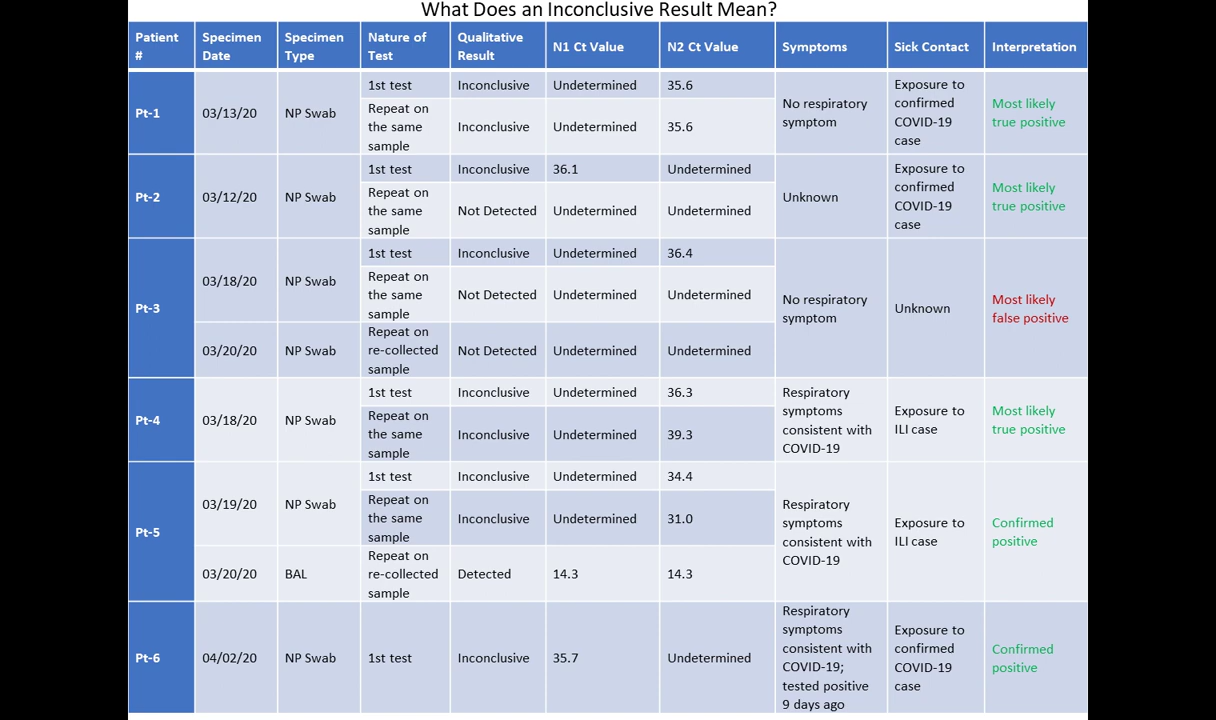 What Does an Inconclusive Result Mean?
Patient # Specimen Date Specimen Type Nature of Test Qualitative Result N1 Ct Value N2 Ct Value Symptoms Sick Contact Interpretation
Pt-1 03/13/20 NP Swab 1st test Inconclusive Undetermined 35.6 No respiratory symptom Exposure to confirmed COVID-19 case Most likely true positive
Repeat on the same sample Inconclusive Undetermined 35.6
Pt-2 03/12/20 NP Swab 1st test Inconclusive 36.1 Undetermined Unknown Exposure to confirmed COVID-19 case Most likely true positive
Repeat on the same sample Not Detected Undetermined Undetermined
Pt-3 03/18/20 NP Swab 1st test Inconclusive Undetermined 36.4 No respiratory symptom Unknown Most likely false positive
Repeat on the same sample Not Detected Undetermined Undetermined
03/20/20 NP Swab Repeat on re-collected sample Not Detected Undetermined Undetermined
Pt-4 03/18/20 NP Swab 1st test Inconclusive Undetermined 36.3 Respiratory symptoms consistent with COVID-19 Exposure to ILI case Most likely true positive
Repeat on the same sample Inconclusive Undetermined 39.3
Pt-5 03/19/20 NP Swab 1st test Inconclusive Undetermined 34.4 Respiratory symptoms consistent with COVID-19 Exposure to ILI case Confirmed positive
Repeat on the same sample Inconclusive Undetermined 31.0
03/20/20 BAL Repeat on re-collected sample Detected 14.3 14.3
Pt-6 04/02/20 NP Swab 1st test Inconclusive 35.7 Undetermined Respiratory symptoms consistent with COVID-19; tested positive 9 days ago Exposure to confirmed COVID-19 case Confirmed positive